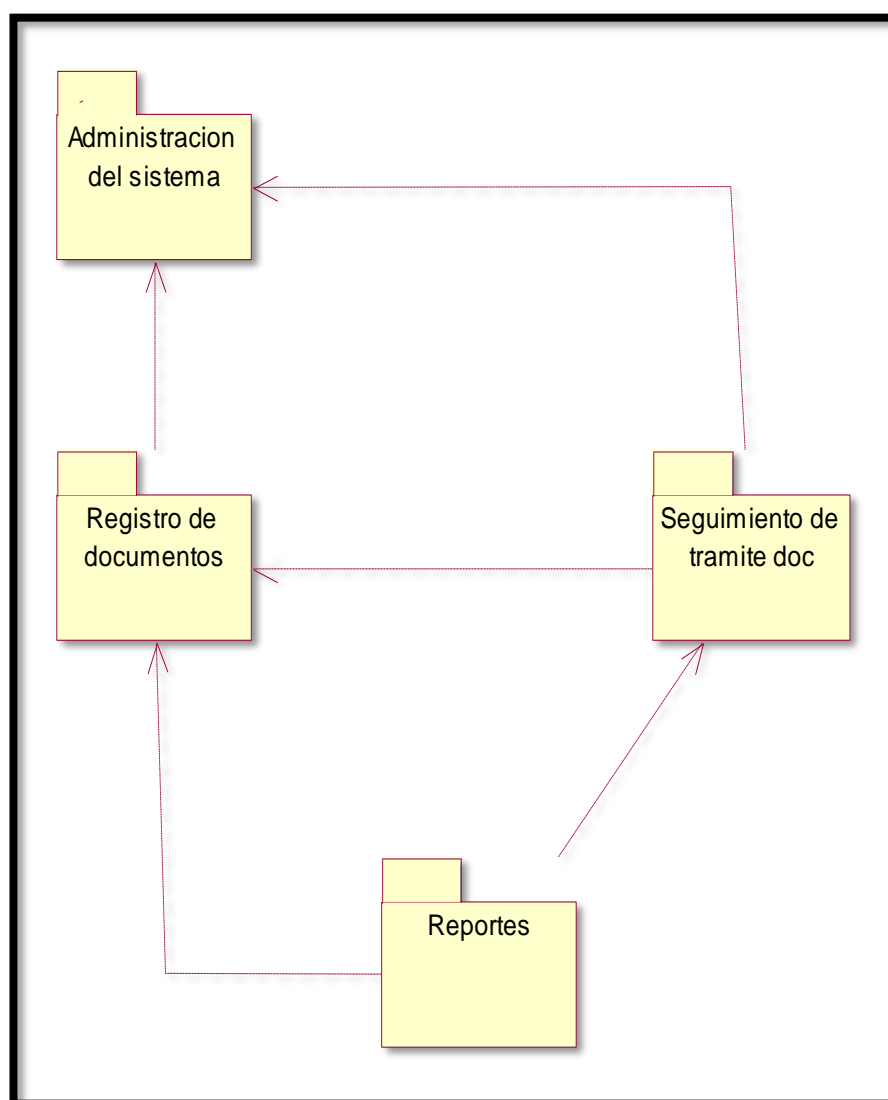 Administracion
del sistema
Registro de
documentos
Seguimiento de
tramite doc
Reportes